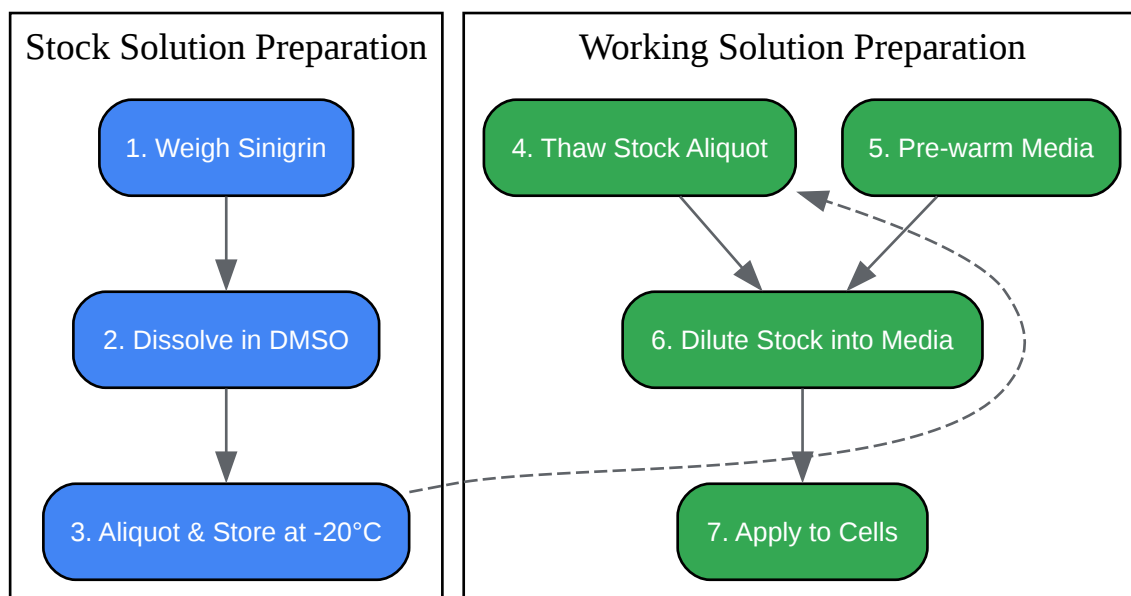 Stock Solution Preparation
1. Weigh Sinigrin
2. Dissolve in DMSO
3. Aliquot & Store at -20°C
Working Solution Preparation
4. Thaw Stock Aliquot
5. Pre-warm Media
6. Dilute Stock into Media
7. Apply to Cells